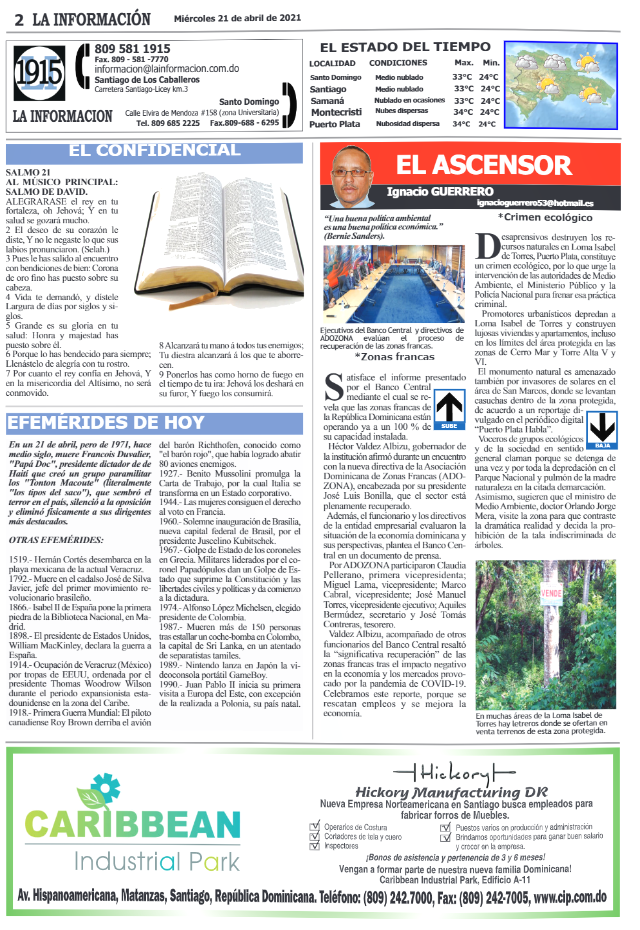 2 LA INFORMACIÓN
Miércoles 21 de abril de 2021
1915
LI
LA INFORMACION
809 581 1915
Fax. 809 - 581 -7770
informacion@lainformacion.com.do
Santiago de Los Caballeros
Carretera Santiago-Licey km.3
Santo Domingo
Calle Elvira de Mendoza #158 (zona Universitaria)
Tel. 809 685 2225 Fax.809-688 - 6295
EL ESTADO DEL TIEMPO
LOCALIDAD CONDICIONES Max. Min.
Santo Domingo Medio nublado 33°C 24°C
Santiago Medio nublado 33°C 24°C
Samaná Nublado en ocasiones 33°C 24°C
Montecristi Nubes dispersas 34°C 24°C
Puerto Plata Nubosidad dispersa 34°C 24°C
EL CONFIDENCIAL
SALMO 21
AL MÚSICO PRINCIPAL:
SALMO DE DAVID.
ALEGRARASE el rey en tu
fortaleza, oh Jehová; Y en tu
salud se gozará mucho.
2 El deseo de su corazón le
diste, Y no le negaste lo que sus
labios pronunciaron. (Selah.)
3 Pues le has salido al encuentro
con bendiciones de bien: Corona
de oro fino has puesto sobre su
cabeza.
4 Vida te demandó, y dístele
Largura de días por siglos y si-
glos.
5 Grande es su gloria en tu
salud: Honra y majestad has
puesto sobre él.
6 Porque lo has bendecido para siempre;
Llenástelo de alegría con tu rostro.
7 Por cuanto el rey confía en Jehová, Y
en la misericordia del Altísimo, no será
conmovido.
8 Alcanzará tu mano á todos tus enemigos;
Tu diestra alcanzará á los que te aborre-
cen.
9 Ponerlos has como horno de fuego en
el tiempo de tu ira: Jehová los deshará en
su furor, Y fuego los consumirá.
EFEMÉRIDES DE HOY
En un 21 de abril, pero de 1971, hace
medio siglo, muere Francois Duvalier,
"Papá Doc", presidente dictador de de
Haití que creó un grupo paramilitar
los "Tonton Macoute" (literalmente
"los tipos del saco"), que sembró el
terror en el país, silenció a la oposición
y eliminó físicamente a sus dirigentes
más destacados.
OTRAS EFEMÉRIDES:
1519.- Hernán Cortés desembarca en la
playa mexicana de la actual Veracruz.
1792.- Muere en el cadalso José de Silva
Javier, jefe del primer movimiento re-
volucionario brasileño.
1866.- Isabel II de España pone la primera
piedra de la Biblioteca Nacional, en Ma-
drid.
1898.- El presidente de Estados Unidos,
William MacKinley, declara la guerra a
España.
1914.- Ocupación de Veracruz (México)
por tropas de EEUU, ordenada por el
presidente Thomas Woodrow Wilson
durante el periodo expansionista esta-
dounidense en la zona del Caribe.
1918.- Primera Guerra Mundial: El piloto
canadiense Roy Brown derriba el avión
del barón Richthofen, conocido como
"el barón rojo", que había logrado abatir
80 aviones enemigos.
1927.- Benito Mussolini promulga la
Carta de Trabajo, por la cual Italia se
transforma en un Estado corporativo.
1944.- Las mujeres consiguen el derecho
al voto en Francia.
1960.- Solemne inauguración de Brasilia,
nueva capital federal de Brasil, por el
presidente Juscelino Kubitschek.
1967.- Golpe de Estado de los coroneles
en Grecia. Militares liderados por el co-
ronel Papadópulos dan un Golpe de Es-
tado que suprime la Constitución y las
libertades civiles y políticas y da comienzo
a la dictadura.
1974.- Alfonso López Michelsen, elegido
presidente de Colombia.
1987.- Mueren más de 150 personas
tras estallar un coche-bomba en Colombo,
la capital de Sri Lanka, en un atentado
de separatistas tamiles.
1989.- Nintendo lanza en Japón la vi-
deoconsola portátil GameBoy.
1990.- Juan Pablo II inicia su primera
visita a Europa del Este, con excepción
de la realizada a Polonia, su país natal.
EL ASCENSOR
Ignacio GUERRERO
ignacioguerrero53@hotmail.es
"Una buena política ambiental
es una buena política económica."
(Bernie Sanders).
Ejecutivos del Banco Central y directivos de
ADOZONA evalúan el proceso de
recuperación de las zonas francas.
*Zonas francas
Satisface el informe presentado
por el Banco Central
mediante el cual se re-
vela que las zonas francas de
la República Dominicana están
operando ya a un 100 % de
su capacidad instalada.
SUBE
Héctor Valdez Albizu, gobernador de
la institución afirmó durante un encuentro
con la nueva directiva de la Asociación
Dominicana de Zonas Francas (ADO-
ZONA), encabezada por su presidente
José Luis Bonilla, que el sector está
plenamente recuperado.
Además, el funcionario y los directivos
de la entidad empresarial evaluaron la
situación de la economía dominicana y
sus perspectivas, plantea el Banco Cen-
tral en un documento de prensa.
Por ADOZONA participaron Claudia
Pellerano, primera vicepresidenta;
Miguel Lama, vicepresidente; Marco
Cabral, vicepresidente; José Manuel
Torres, vicepresidente ejecutivo; Aquiles
Bermúdez, secretario y José Tomás
Contreras, tesorero.
Valdez Albizu, acompañado de otros
funcionarios del Banco Central resaltó
la "significativa recuperación" de las
zonas francas tras el impacto negativo
en la economía y los mercados provo-
cado por la pandemia de COVID-19.
Celebramos este reporte, porque se
rescatan empleos y se mejora la
economía.
*Crimen ecológico
Desaprensivos destruyen los re-
cursos naturales en Loma Isabel
de Torres, Puerto Plata, constituye
un crimen ecológico, por lo que urge la
intervención de las autoridades de Medio
Ambiente, el Ministerio Público y la
Policía Nacional para frenar esa práctica
criminal.
Promotores urbanísticos depredan a
Loma Isabel de Torres y construyen
lujosas viviendas y apartamentos, incluso
en los límites del área protegida en las
zonas de Cerro Mar y Torre Alta V y
VI.
El monumento natural es amenazado
también por invasores de solares en el
área de San Marcos, donde se levantan
casuchas dentro de la zona protegida,
de acuerdo a un reportaje di-
vulgado en el periódico digital
"Puerto Plata Habla".
BAJA
Voceros de grupos ecológicos
y de la sociedad en sentido
general claman porque se detenga de
una vez y por toda la depredación en el
Parque Nacional y pulmón de la madre
naturaleza en la citada demarcación.
Asimismo, sugieren que el ministro de
Medio Ambiente, doctor Orlando Jorge
Mera, visite la zona para que contraste
la dramática realidad y decida la pro-
hibición de la tala indiscriminada de
árboles.
VENDE
En muchas áreas de la Loma Isabel de
Torres hay letreros donde se ofertan en
venta terrenos de esta zona protegida.
CARIBBEAN
Industrial Park
Hickory
Hickory Manufacturing DR
Nueva Empresa Norteamericana en Santiago busca empleados para
fabricar forros de Muebles.
Operarios de Costura
Cortadores de tela y cuero
Inspectores
Puestos varios en producción y administración
Brindamos oportunidades para ganar buen salario
y crecer en la empresa.
¡Bonos de asistencia y pertenencia de 3 y 6 meses!
Vengan a formar parte de nuestra nueva familia Dominicana!
Caribbean Industrial Park, Edificio A-11
Av. Hispanoamericana, Matanzas, Santiago, República Dominicana. Teléfono: (809) 242.7000, Fax: (809) 242-7005, www.cip.com.do